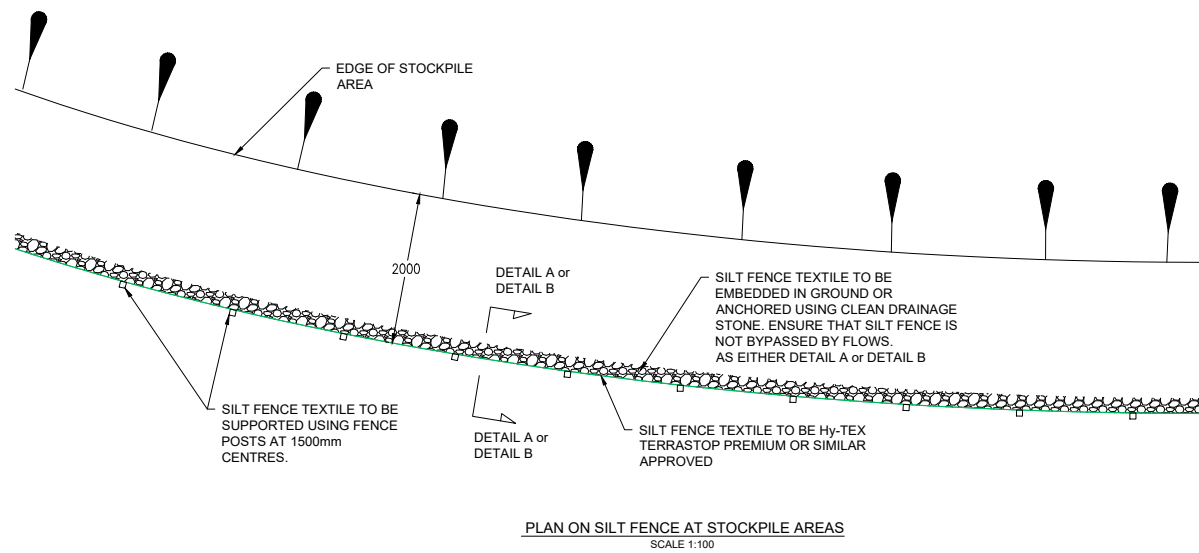 EDGE OF STOCKPILE
AREA
2000
DETAIL A or
DETAIL B
SILT FENCE TEXTILE TO BE
EMBEDDED IN GROUND OR
ANCHORED USING CLEAN DRAINAGE
STONE. ENSURE THAT SILT FENCE IS
NOT BYPASSED BY FLOWS.
AS EITHER DETAIL A or DETAIL B
SILT FENCE TEXTILE TO BE
SUPPORTED USING FENCE
POSTS AT 1500mm
CENTRES.
DETAIL A or
DETAIL B
SILT FENCE TEXTILE TO BE Hy-TEX
TERRASTOP PREMIUM OR SIMILAR
APPROVED
PLAN ON SILT FENCE AT STOCKPILE AREAS
SCALE 1:100